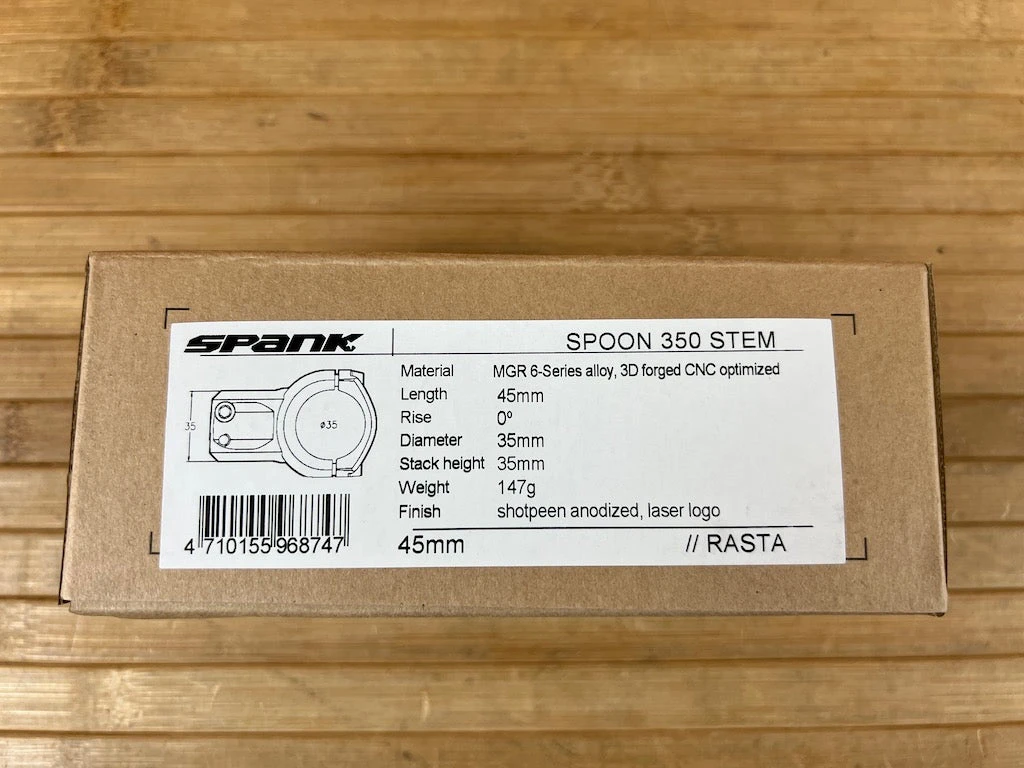 SPANK
SPOON 350 STEM
Material MGR 6-Series alloy, 3D forged CNC optimized
Length 45mm
Rise 0º
Diameter 35mm
Stack height 35mm
Weight 147g
Finish shotpeen anodized, laser logo
35
ø35
4 710155 968747
45mm // RASTA